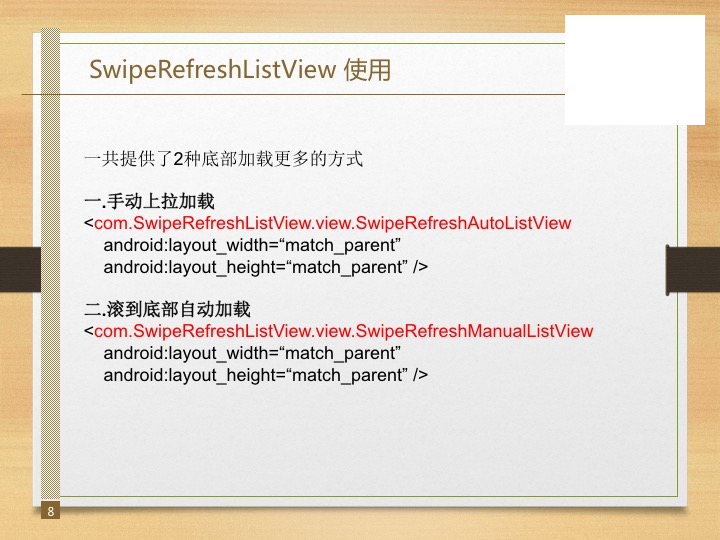 SwipeRefreshListView 使用
一共提供了2种底部加载更多的方式
一.手动上拉加载
<com.SwipeRefreshListView.view.SwipeRefreshAutoListView
android:layout_width=“match_parent”
android:layout_height=“match_parent” />
二.滚到底部自动加载
<com.SwipeRefreshListView.view.SwipeRefreshManualListView
android:layout_width=“match_parent”
android:layout_height=“match_parent” />
8